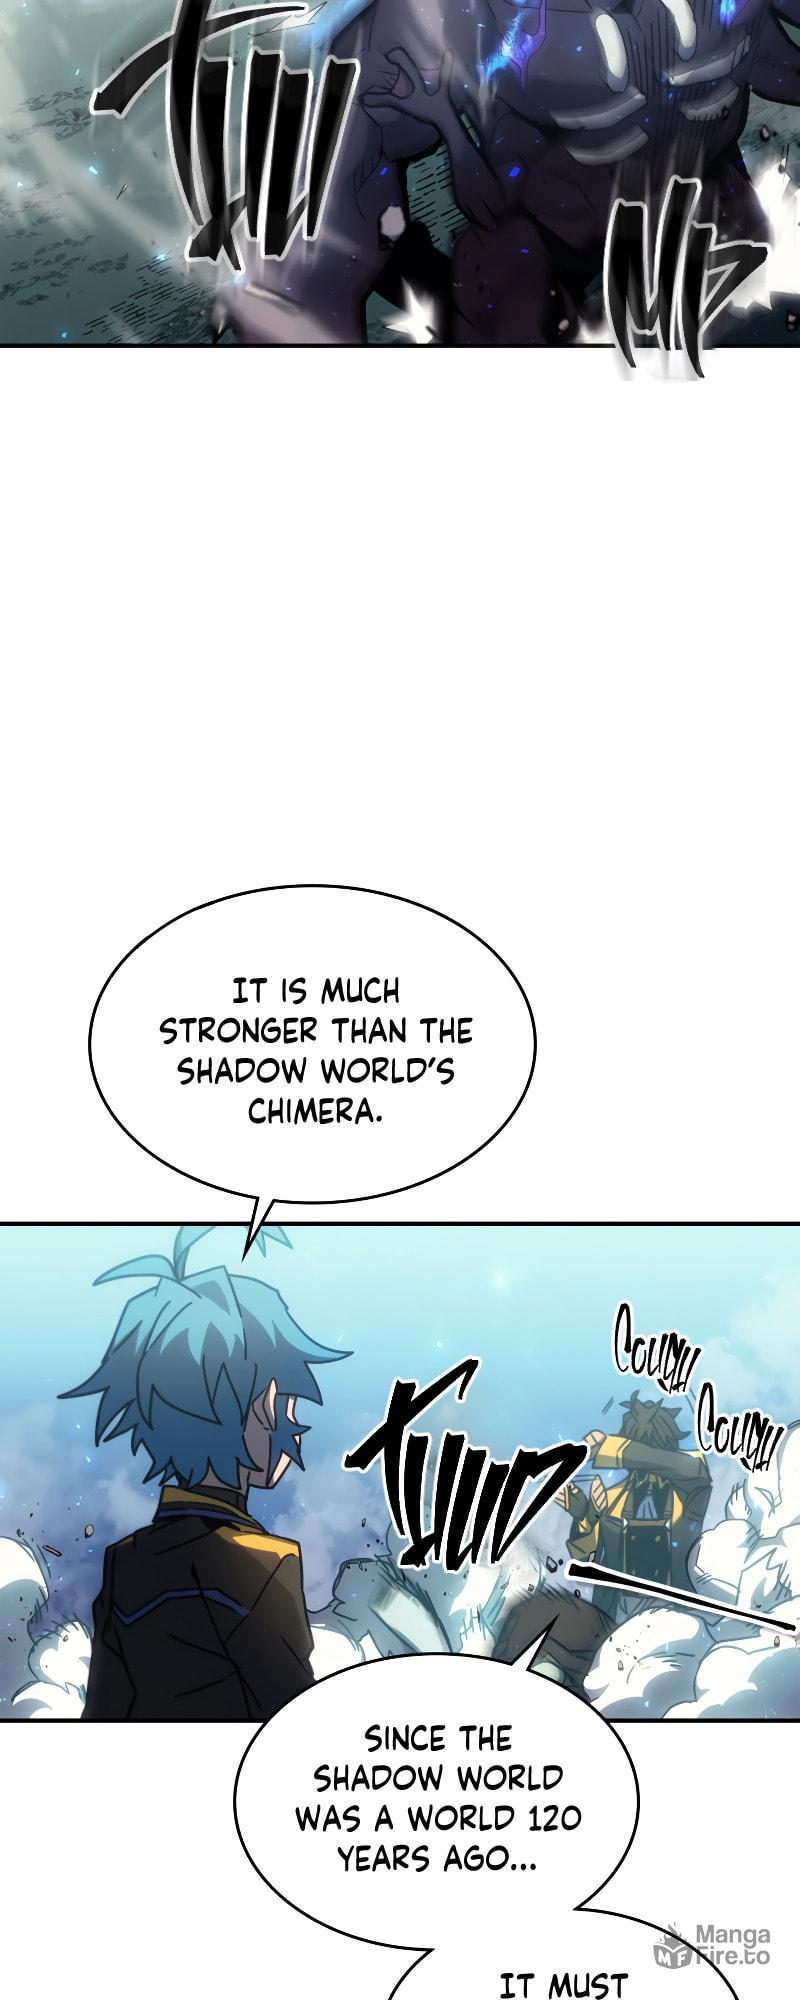 THUMP
IT IS MUCH
STRONGER THAN THE
SHADOW WORLD'S
CHIMERA.
COUGH
COUGH
THUD
SINCE THE
SHADOW WORLD
WAS A WORLD 120
YEARS AGO...
IT MUST
Manga
Fire.to